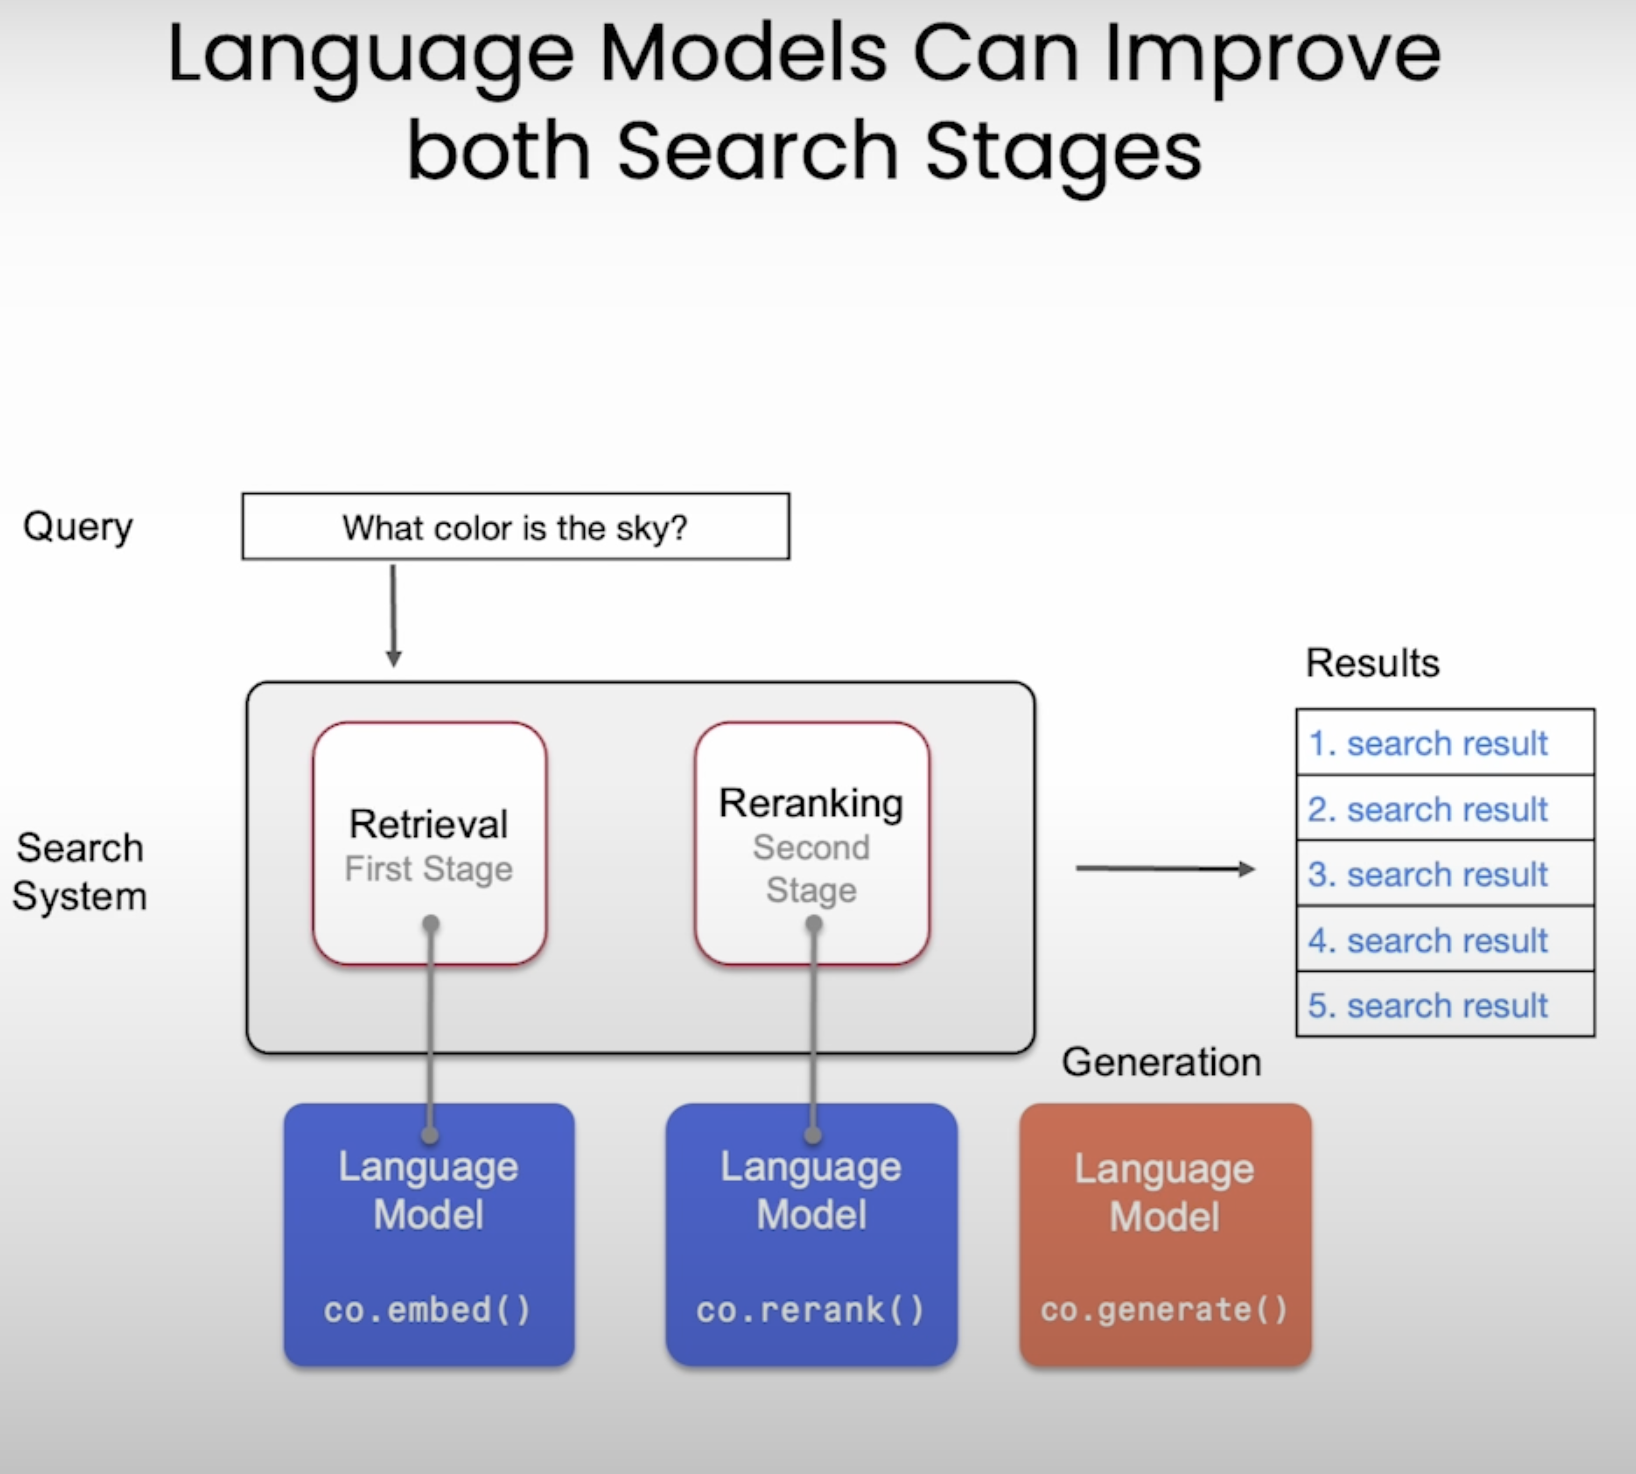 Language Models Can Improve
both Search Stages
Query
What color is the sky?
Search
System
Retrieval
First Stage
Reranking
Second
Stage
Results
1. search result
2. search result
3. search result
4. search result
5. search result
Generation
Language
Model
co.embed()
Language
Model
co.rerank()
Language
Model
co.generate()